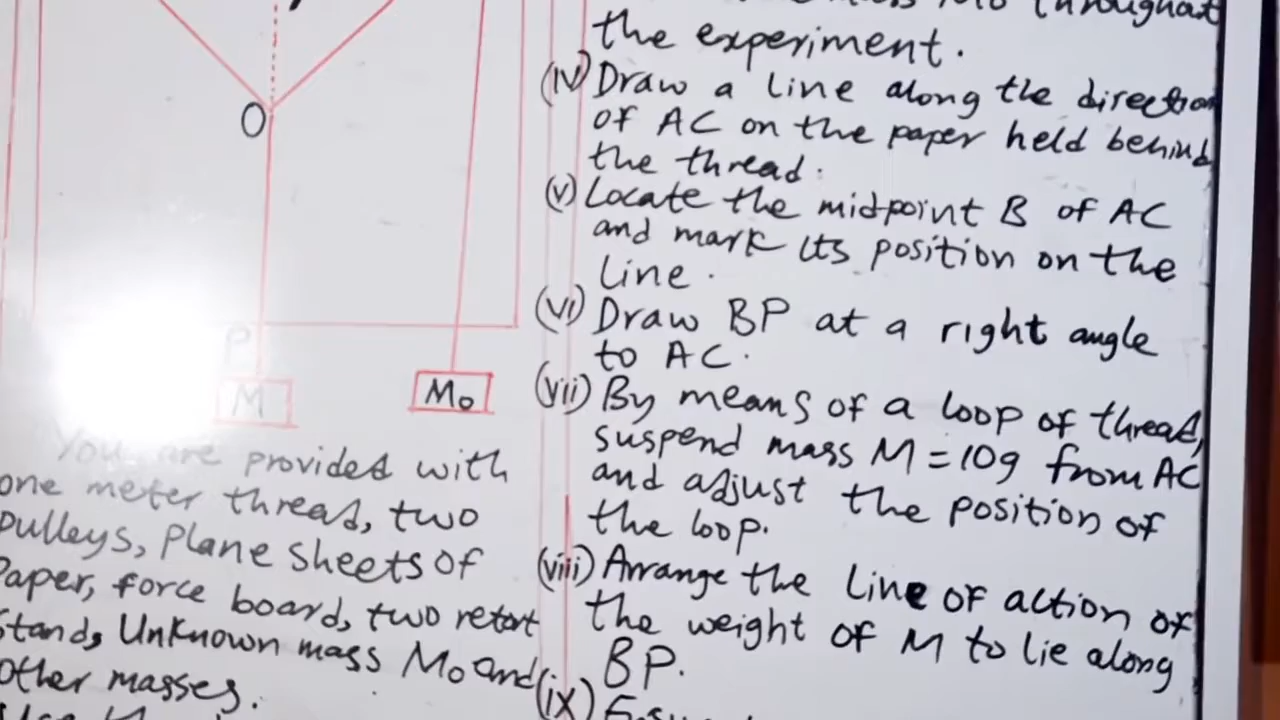 O
P
M
Mo
You are provided with
one meter thread, two
Pulleys, Plane sheets of
Paper, force board, two retort
Stands, Unknown mass Mo and
other masses.
throughout
the experiment.
(iv) Draw a line along the direction
of AC on the paper held behind
the thread.
(v) Locate the midpoint B of AC
and mark its position on the
line.
(vi) Draw BP at a right angle
to AC.
(vii) By means of a loop of thread,
suspend mass M = 10g from AC
and adjust the position of
the loop.
(viii) Arrange the line of action of
the weight of M to lie along
BP.
(ix)